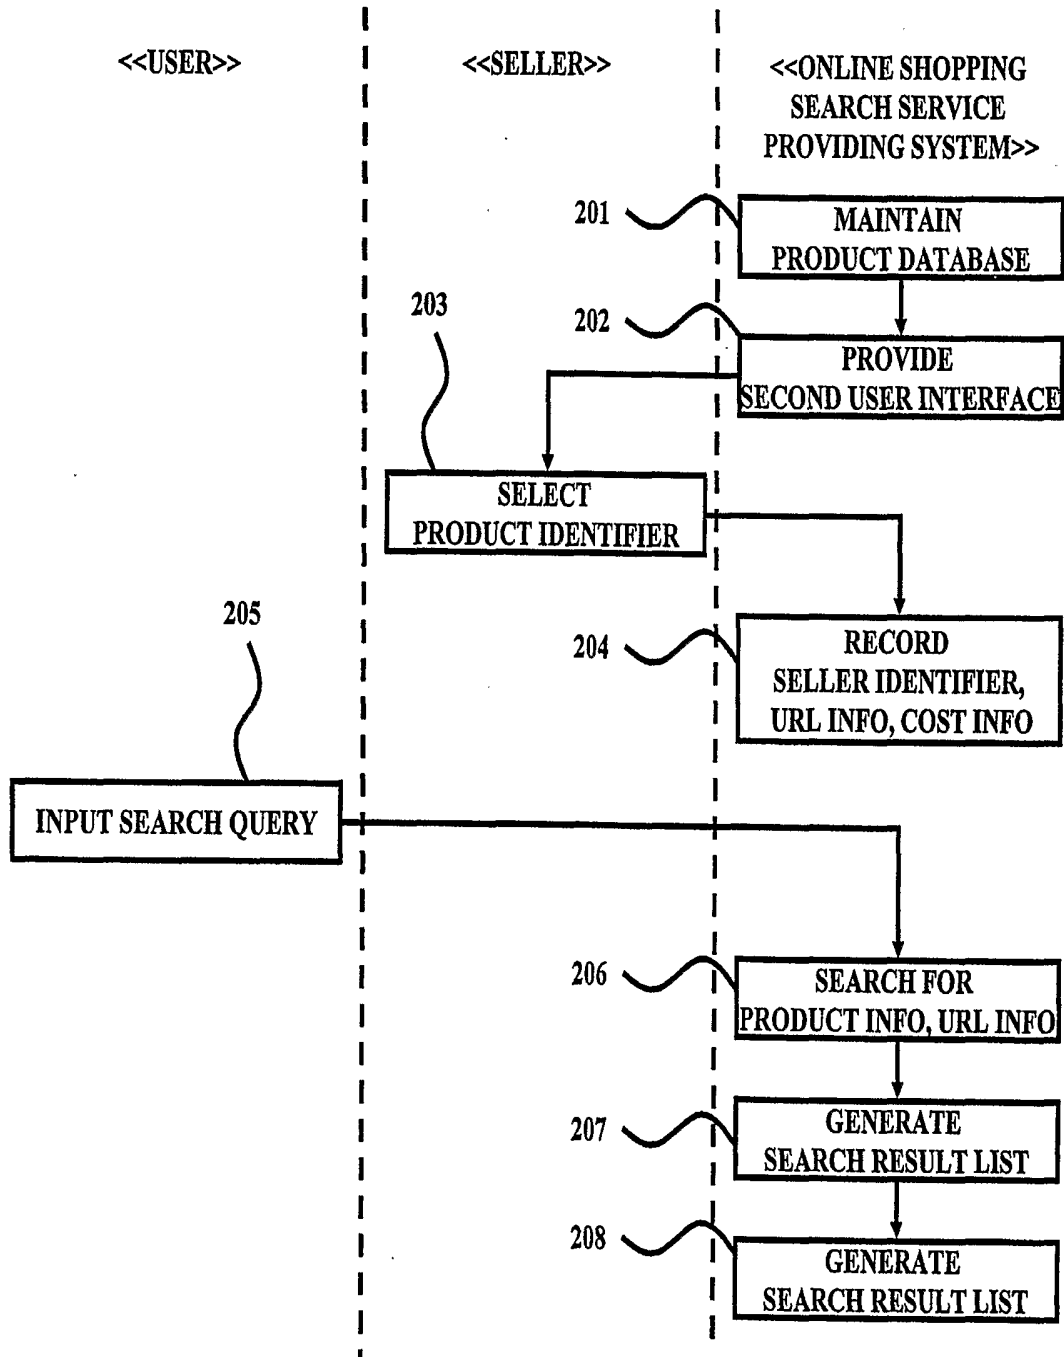 <<USER>>
<<SELLER>>
<<ONLINE SHOPPING
SEARCH SERVICE
PROVIDING SYSTEM>>
201
MAINTAIN
PRODUCT DATABASE
202
PROVIDE
SECOND USER INTERFACE
203
SELECT
PRODUCT IDENTIFIER
204
RECORD
SELLER IDENTIFIER,
URL INFO, COST INFO
205
INPUT SEARCH QUERY
206
SEARCH FOR
PRODUCT INFO, URL INFO
207
GENERATE
SEARCH RESULT LIST
208
GENERATE
SEARCH RESULT LIST